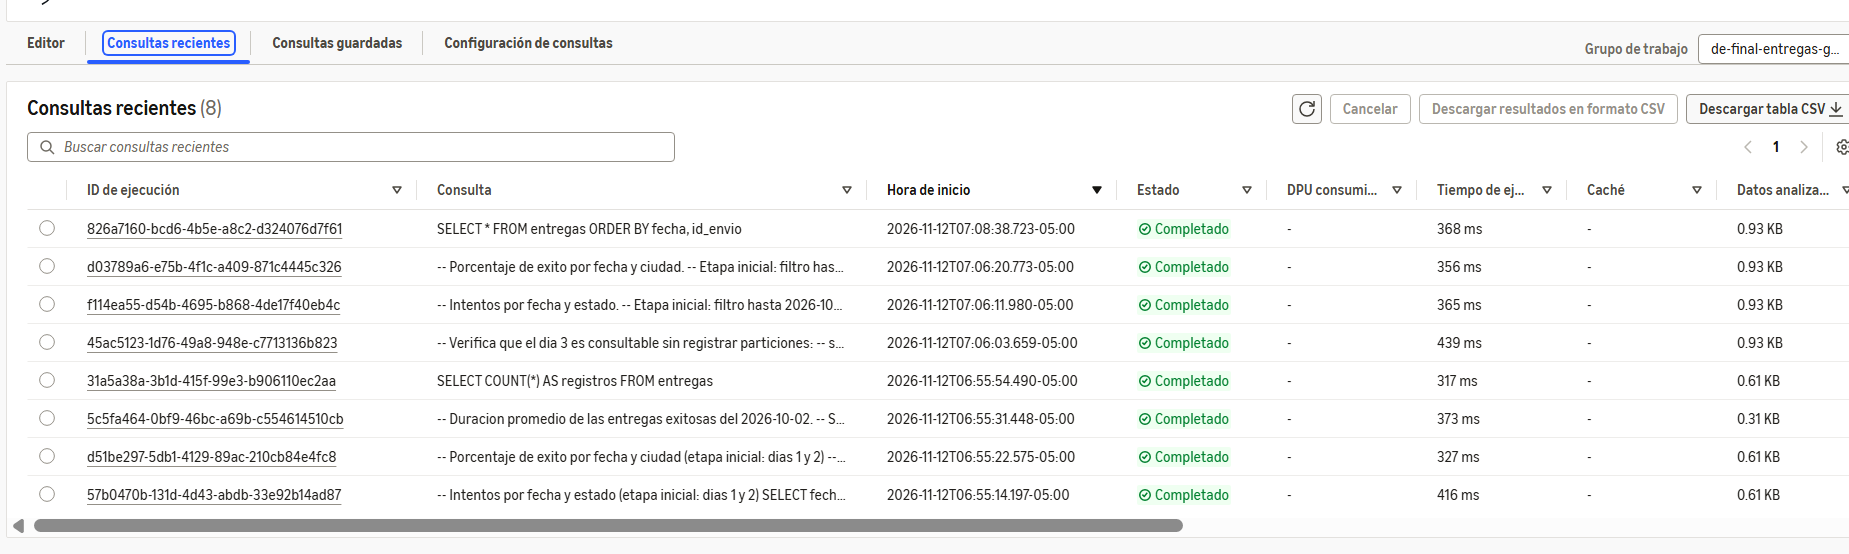 Editor Consultas recientes Consultas guardadas Configuración de consultas
Grupo de trabajo de-final-entregas-g...
Consultas recientes (8) Cancelar Descargar resultados en formato CSV Descargar tabla CSV
Buscar consultas recientes 1
ID de ejecución Consulta Hora de inicio Estado DPU consumi... Tiempo de ej... Caché Datos analiza...
826a7160-bcd6-4b5e-a8c2-d324076d7f61 SELECT * FROM entregas ORDER BY fecha, id_envio 2026-11-12T07:08:38.723-05:00 Completado - 368 ms - 0.93 KB
d03789a6-e75b-4f1c-a409-871c4445c326 -- Porcentaje de exito por fecha y ciudad. -- Etapa inicial: filtro has... 2026-11-12T07:06:20.773-05:00 Completado - 356 ms - 0.93 KB
f114ea55-d54b-4695-b868-4de17f40eb4c -- Intentos por fecha y estado. -- Etapa inicial: filtro hasta 2026-10... 2026-11-12T07:06:11.980-05:00 Completado - 365 ms - 0.93 KB
45ac5123-1d76-49a8-948e-c7713136b823 -- Verifica que el dia 3 es consultable sin registrar particiones: -- s... 2026-11-12T07:06:03.659-05:00 Completado - 439 ms - 0.93 KB
31a5a38a-3b1d-415f-99e3-b906110ec2aa SELECT COUNT(*) AS registros FROM entregas 2026-11-12T06:55:54.490-05:00 Completado - 317 ms - 0.61 KB
5c5fa464-0bf9-46bc-a69b-c554614510cb -- Duracion promedio de las entregas exitosas del 2026-10-02. -- S... 2026-11-12T06:55:31.448-05:00 Completado - 373 ms - 0.31 KB
d51be297-5db1-4129-89ac-210cb84e4fc8 -- Porcentaje de exito por fecha y ciudad (etapa inicial: dias 1 y 2) --... 2026-11-12T06:55:22.575-05:00 Completado - 327 ms - 0.61 KB
57b0470b-131d-4d43-abdb-33e92b14ad87 -- Intentos por fecha y estado (etapa inicial: dias 1 y 2) SELECT fech... 2026-11-12T06:55:14.197-05:00 Completado - 416 ms - 0.61 KB